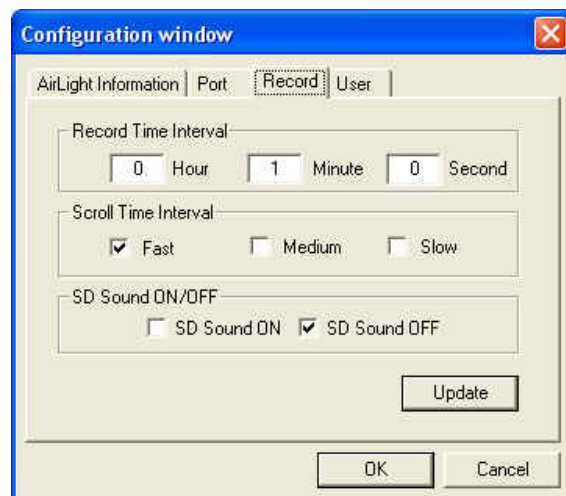 Configuration window
AirLight Information Port Record User
Record Time Interval
0 Hour 1 Minute 0 Second
Scroll Time Interval
Fast Medium Slow
SD Sound ON/OFF
SD Sound ON SD Sound OFF
Update
OK Cancel